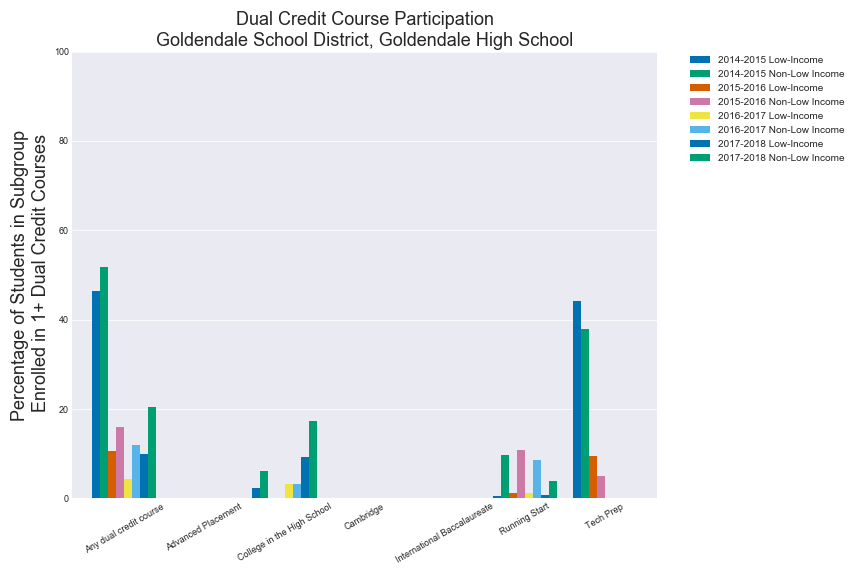 Dual Credit Course Participation
Goldendale School District, Goldendale High School
Percentage of Students in Subgroup
Enrolled in 1+ Dual Credit Courses
100
80
60
40
20
0
Any dual credit course
Advanced Placement
College in the High School
Cambridge
International Baccalaureate
Running Start
Tech Prep
2014-2015 Low-Income
2014-2015 Non-Low Income
2015-2016 Low-Income
2015-2016 Non-Low Income
2016-2017 Low-Income
2016-2017 Non-Low Income
2017-2018 Low-Income
2017-2018 Non-Low Income